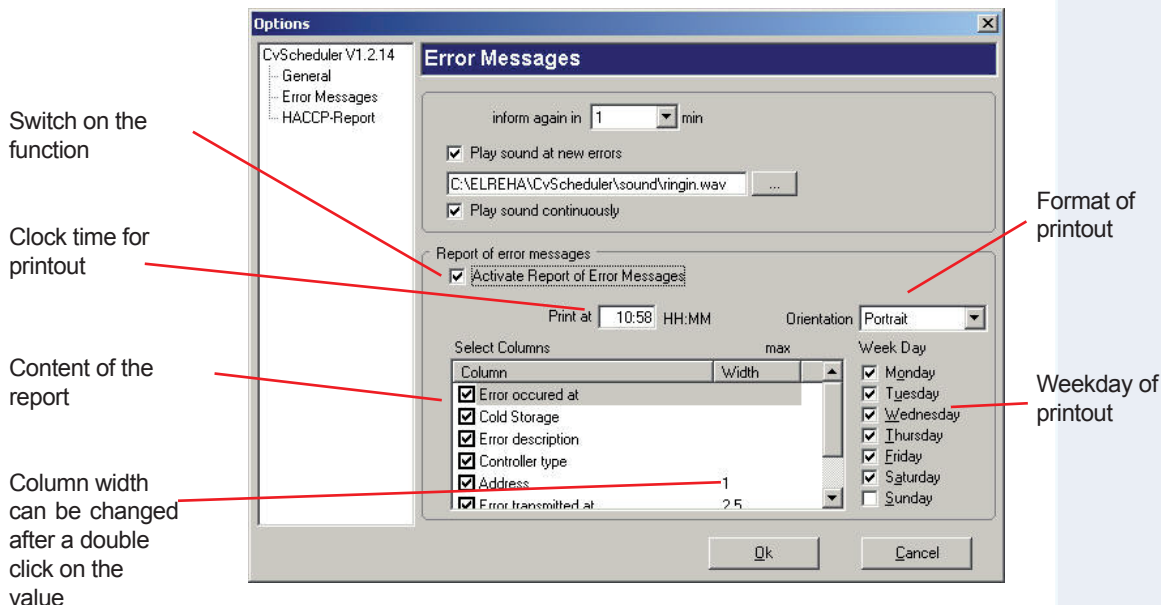 Options
CvScheduler V1.2.14
General
Error Messages
HACCP-Report
Error Messages
inform again in 1 min
Play sound at new errors
C:\ELREHA\CvScheduler\sound\ringin.wav ...
Play sound continuously
Report of error messages
Activate Report of Error Messages
Print at 10:58 HH:MM Orientation Portrait
Select Columns max Week Day
Column Width
Error occured at
Cold Storage
Error description
Controller type
Address 1
Error transmitted at 2.5
Monday
Tuesday
Wednesday
Thursday
Friday
Saturday
Sunday
Ok Cancel
Switch on the
function
Clock time for
printout
Content of the
report
Column width
can be changed
after a double
click on the
value
Format of
printout
Weekday of
printout